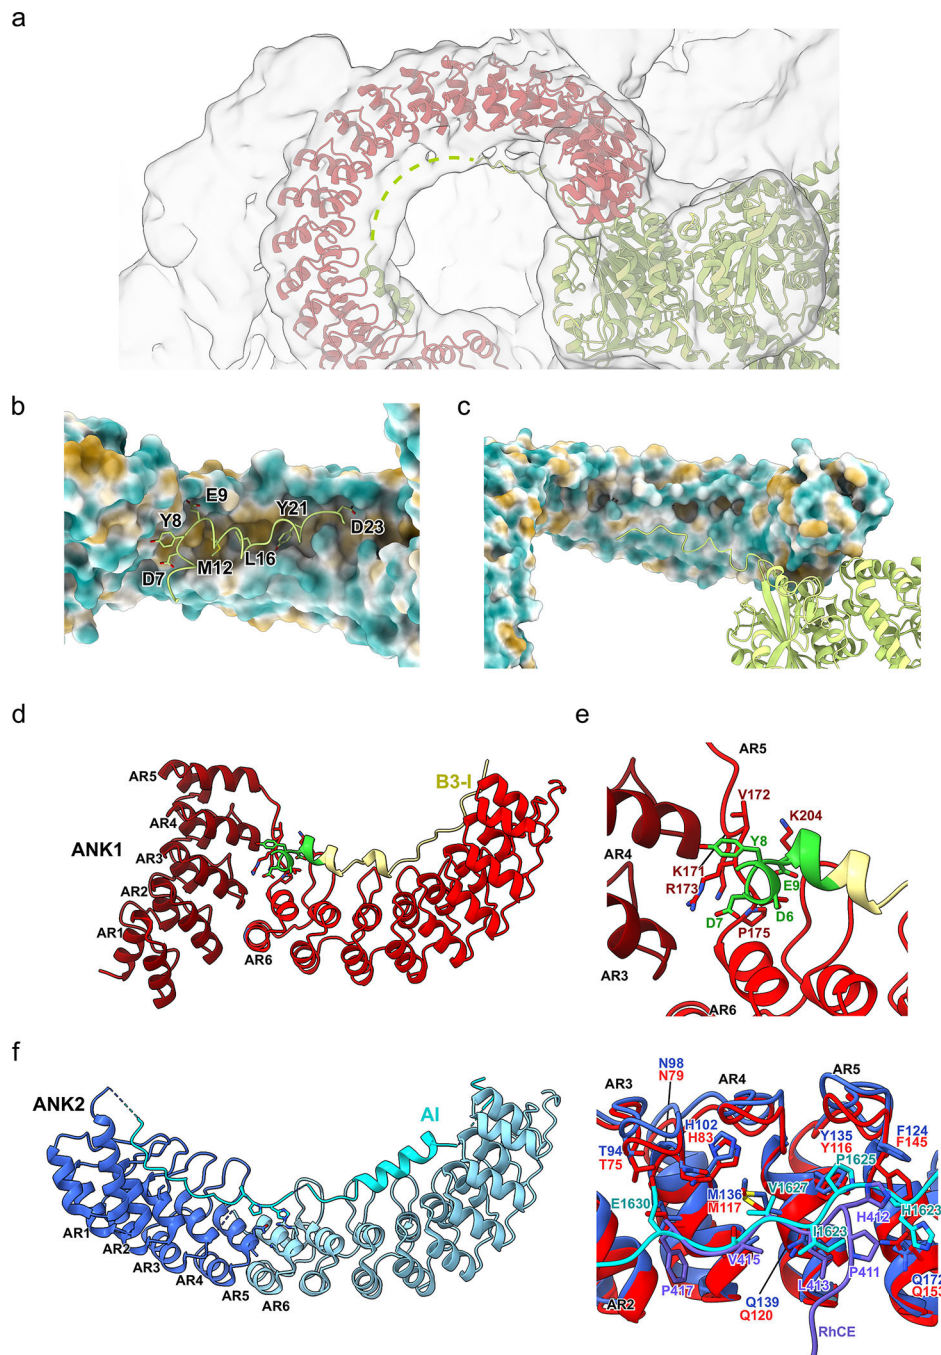 a
b
c
E9
Y8
Y21
D23
L16
M12
D7
d
e
AR5
B3-I
AR4
ANK1
AR3
AR2
AR1
AR6
AR5
V172
K204
Y8
AR4
K171
E9
R173
D7
D6
P175
AR3
AR6
f
ANK2
AI
AR1
AR2
AR3
AR4
AR5
AR6
N98
N79
AR3
AR4
AR5
H102
H83
Y135
Y116
F124
F145
T94
T75
P1625
V1627
E1630
M136
M117
H412
H1623
I1623
V415
P411
L413
P417
Q139
Q120
Q172
Q153
AR2
RhCE